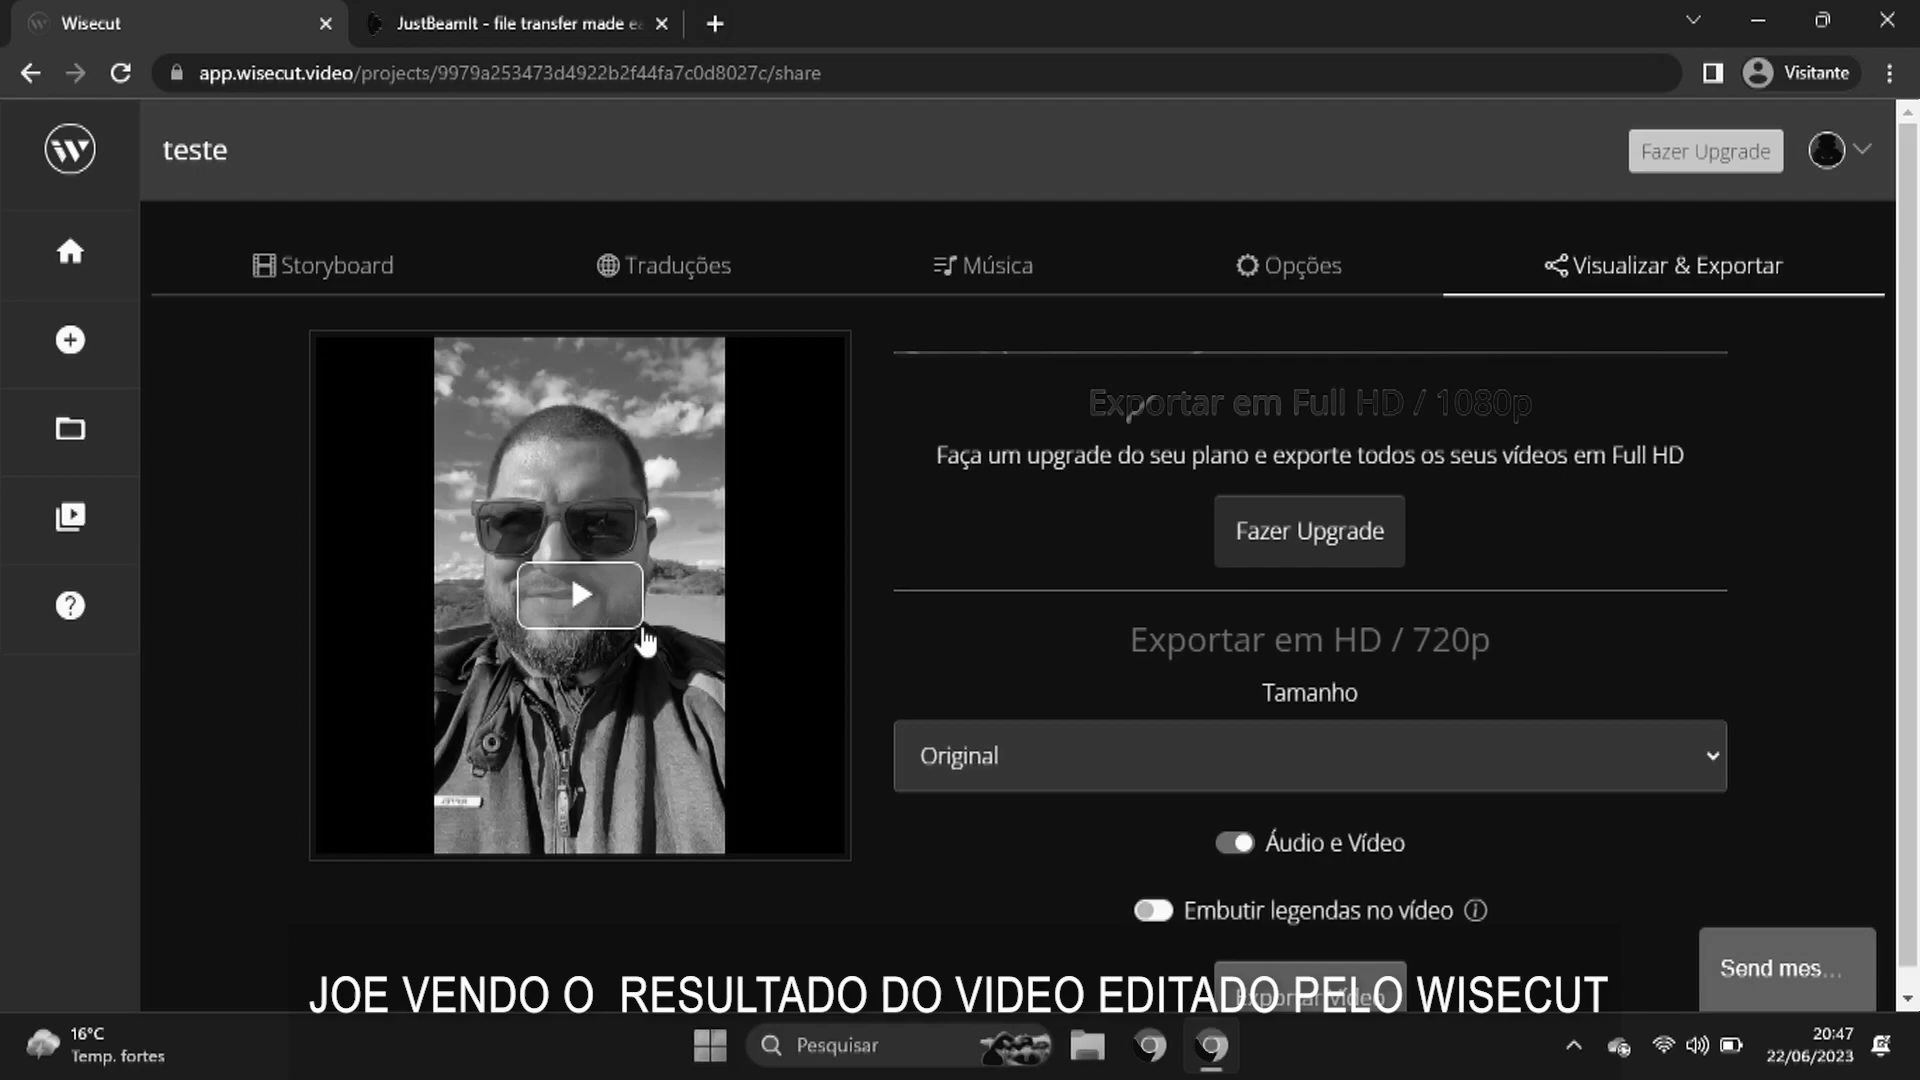 Wisecut
JustBeamIt - file transfer made e
app.wisecut.video/projects/9979a253473d4922b2f44fa7c0d8027c/share
Visitante
teste
Fazer Upgrade
Storyboard
Traduções
Música
Opções
Visualizar & Exportar
Exportar em Full HD / 1080p
Faça um upgrade do seu plano e exporte todos os seus vídeos em Full HD
Fazer Upgrade
Exportar em HD / 720p
Tamanho
Original
Áudio e Vídeo
Embutir legendas no vídeo
Exportar vídeo
Send mes...
JOE VENDO O RESULTADO DO VIDEO EDITADO PELO WISECUT
16°C
Temp. fortes
Pesquisar
20:47
22/06/2023